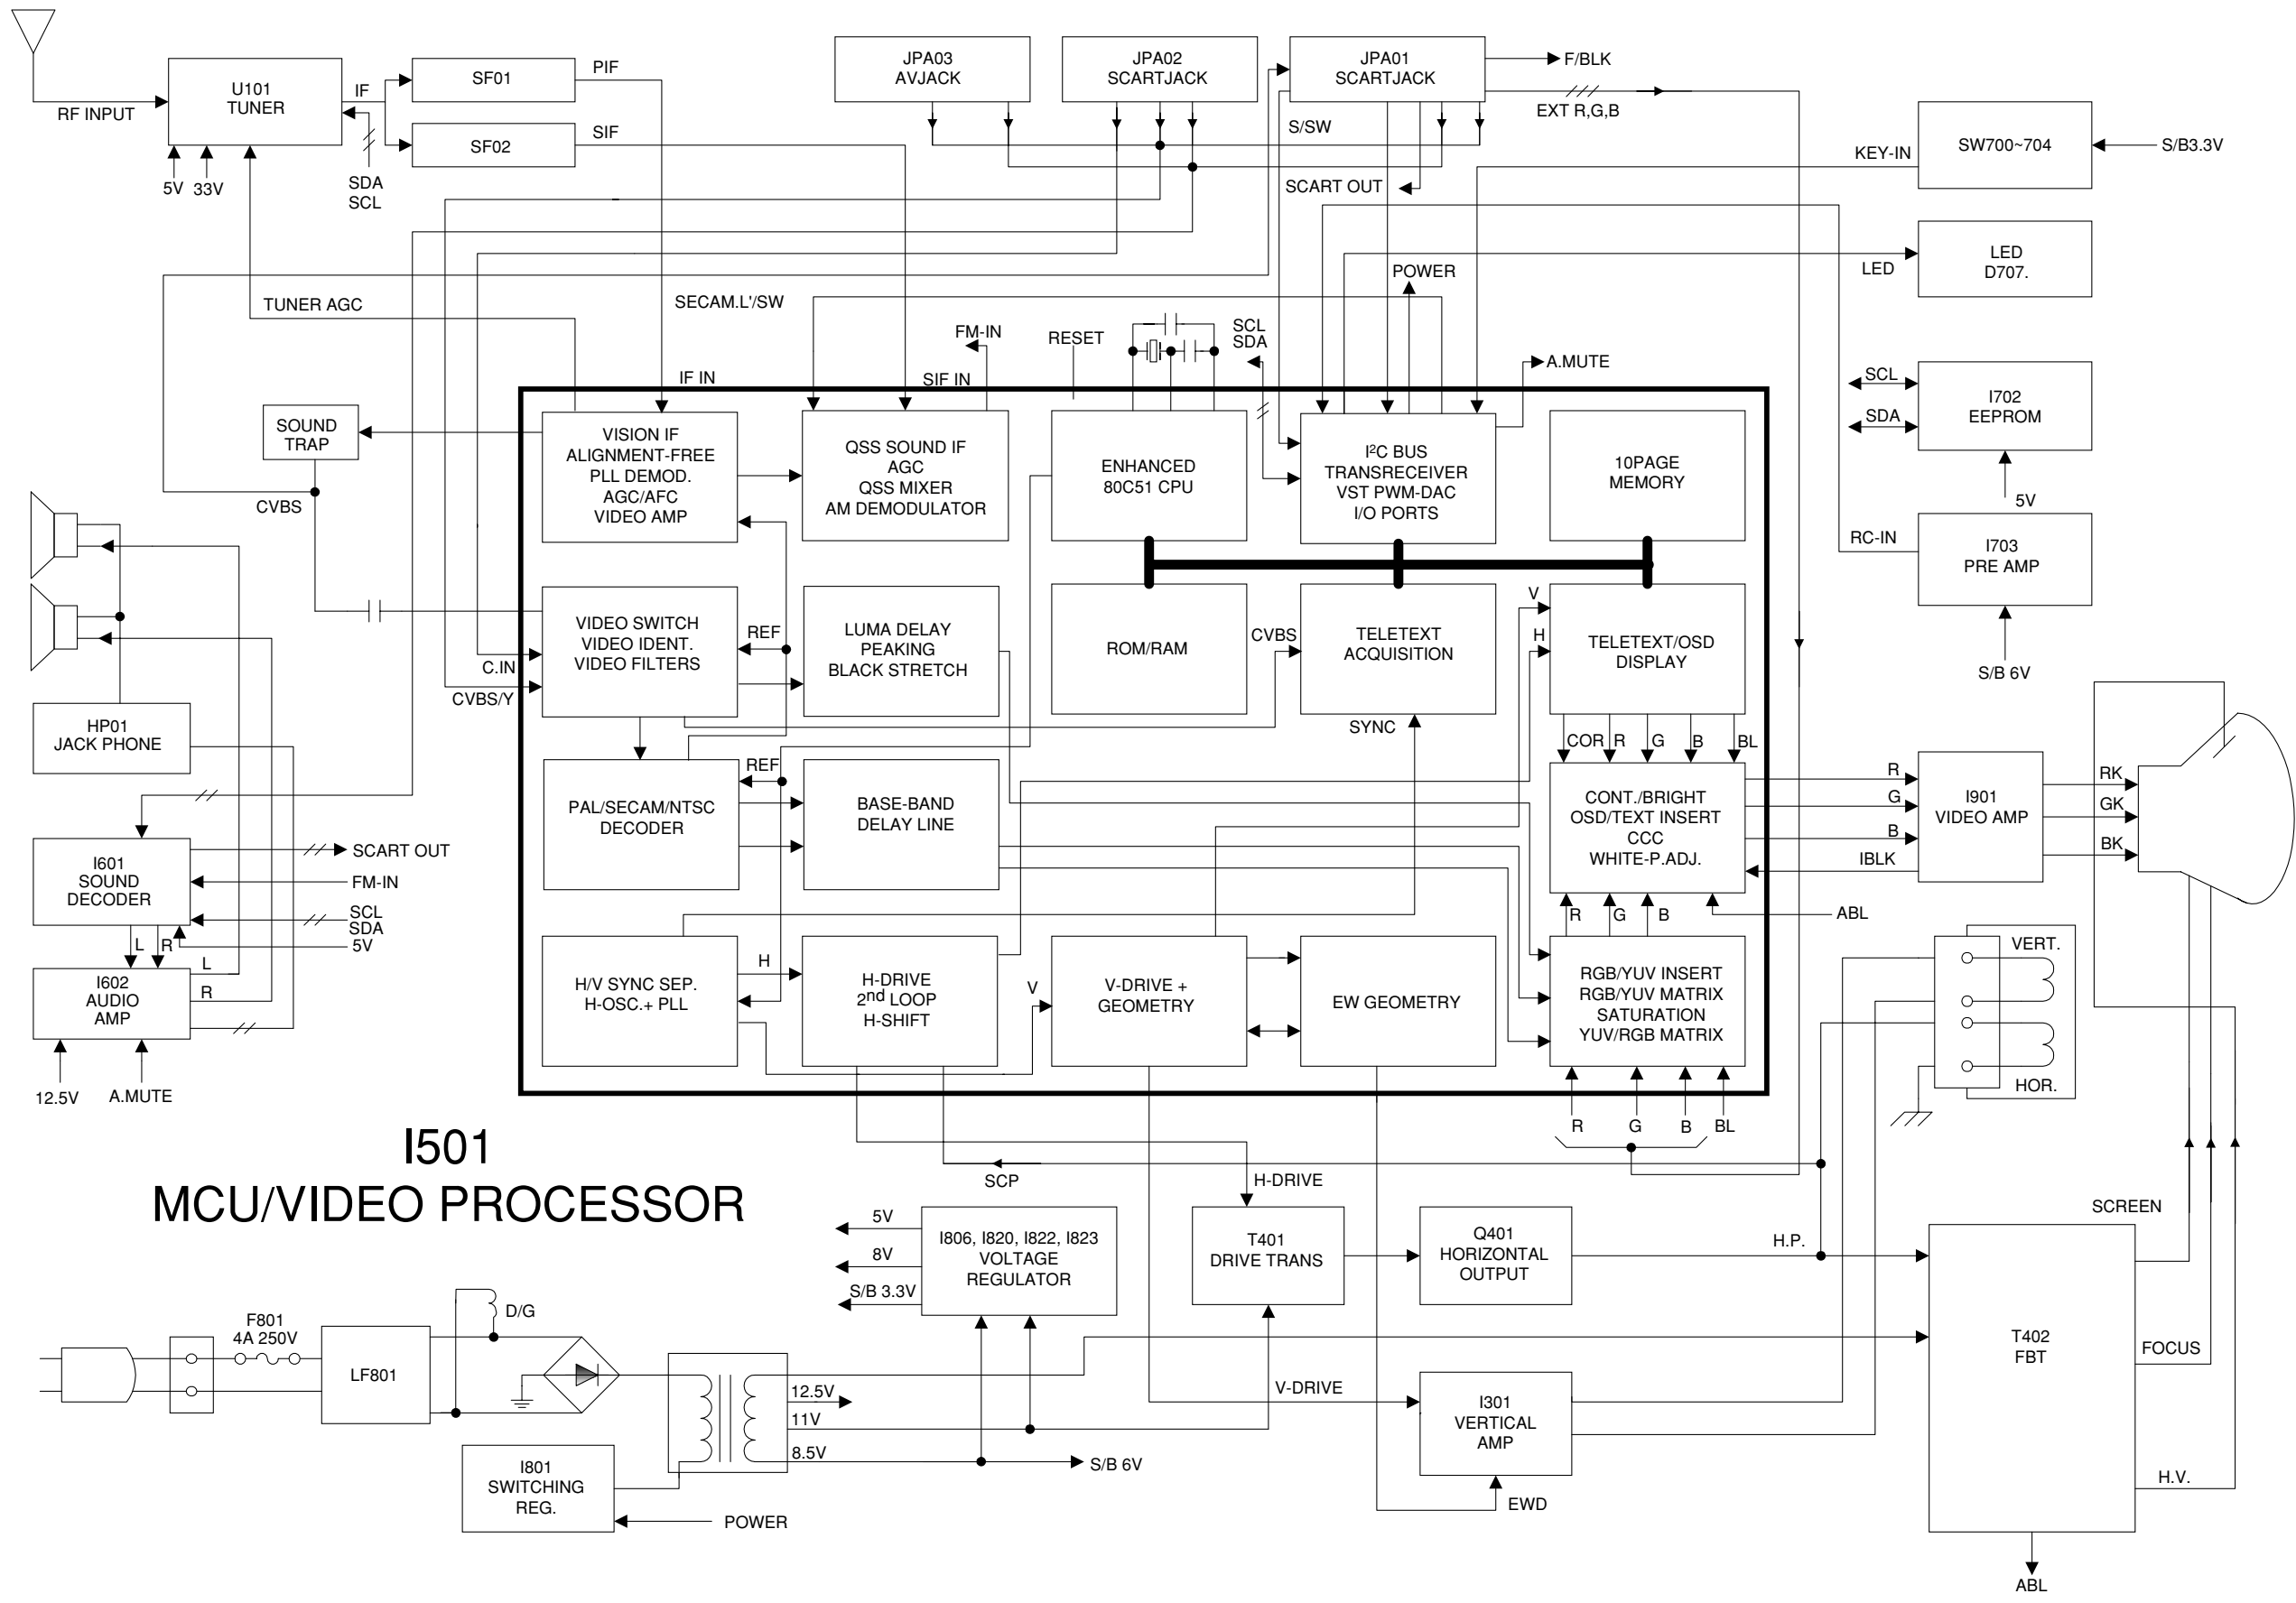 JPA03
AVJACK
JPA02
SCARTJACK
JPA01
SCARTJACK
F/BLK
EXT R,G,B
S/SW
SCART OUT
U101
TUNER
RF INPUT
IF
SF01
PIF
SF02
SIF
5V
33V
SDA
SCL
TUNER AGC
SECAM.L'/SW
KEY-IN
SW700~704
S/B3.3V
LED
LED
D707.
POWER
FM-IN
RESET
SCL
SDA
A.MUTE
IF IN
SIF IN
SCL
SDA
I702
EEPROM
5V
RC-IN
I703
PRE AMP
S/B 6V
SOUND
TRAP
CVBS
VISION IF
ALIGNMENT-FREE
PLL DEMOD.
AGC/AFC
VIDEO AMP
QSS SOUND IF
AGC
QSS MIXER
AM DEMODULATOR
ENHANCED
80C51 CPU
I²C BUS
TRANSRECEIVER
VST PWM-DAC
I/O PORTS
10PAGE
MEMORY
VIDEO SWITCH
VIDEO IDENT.
VIDEO FILTERS
REF
C.IN
CVBS/Y
LUMA DELAY
PEAKING
BLACK STRETCH
ROM/RAM
CVBS
TELETEXT
ACQUISITION
SYNC
V
H
TELETEXT/OSD
DISPLAY
COR
R
G
B
BL
HP01
JACK PHONE
PAL/SECAM/NTSC
DECODER
REF
BASE-BAND
DELAY LINE
CONT./BRIGHT
OSD/TEXT INSERT
CCC
WHITE-P.ADJ.
R
G
B
IBLK
I901
VIDEO AMP
RK
GK
BK
ABL
R
G
B
I601
SOUND
DECODER
SCART OUT
FM-IN
SCL
SDA
5V
L
R
I602
AUDIO
AMP
L
R
12.5V
A.MUTE
H/V SYNC SEP.
H-OSC.+ PLL
H
H-DRIVE
2nd LOOP
H-SHIFT
V
V-DRIVE +
GEOMETRY
EW GEOMETRY
RGB/YUV INSERT
RGB/YUV MATRIX
SATURATION
YUV/RGB MATRIX
VERT.
HOR.
R
G
B
BL
I501
MCU/VIDEO PROCESSOR
SCP
H-DRIVE
5V
8V
S/B 3.3V
I806, I820, I822, I823
VOLTAGE
REGULATOR
T401
DRIVE TRANS
Q401
HORIZONTAL
OUTPUT
H.P.
SCREEN
T402
FBT
FOCUS
H.V.
ABL
F801
4A 250V
D/G
LF801
12.5V
11V
8.5V
S/B 6V
I801
SWITCHING
REG.
POWER
V-DRIVE
I301
VERTICAL
AMP
EWD